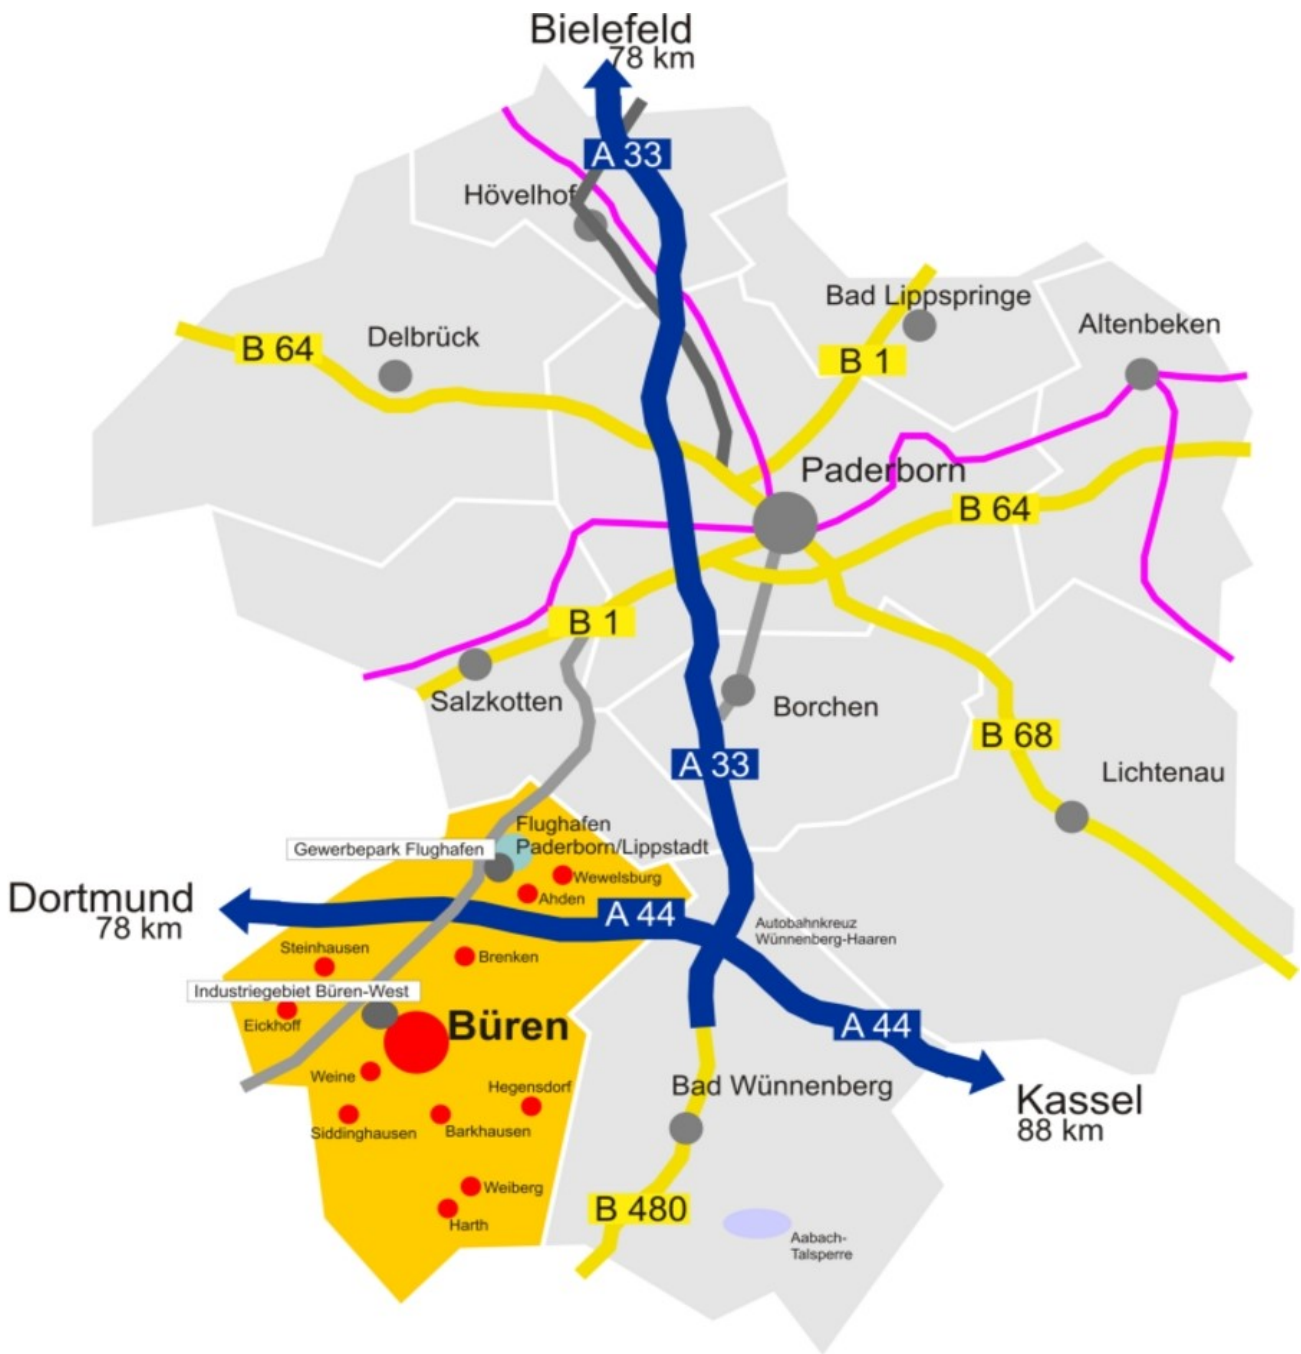 Bielefeld
78 km
A 33
Hövelhof
Bad Lippspringe
Altenbeken
Delbrück
B 64
B 1
Paderborn
B 64
B 1
Salzkotten
Borchen
B 68
A 33
Lichtenau
Flughafen
Paderborn/Lippstadt
Gewerbepark Flughafen
Wewelsburg
Ahden
Dortmund
78 km
A 44
Autobahnkreuz
Wünnenberg-Haaren
Steinhausen
Brenken
Industriegebiet Büren-West
Eickhoff
Büren
A 44
Weine
Hegensdorf
Bad Wünnenberg
Kassel
88 km
Siddinghausen
Barkhausen
Weiberg
Harth
B 480
Aabach-
Talsperre